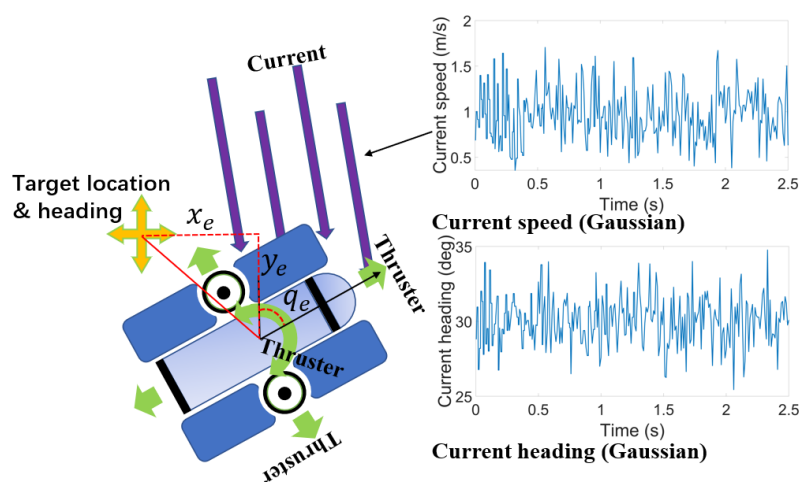 Current
Target location
& heading
x_e
y_e
q_e
Thruster
Thruster
Thruster
Current speed (m/s)
2
1.5
1
0.5
0 0.5 1 1.5 2 2.5
Time (s)
Current speed (Gaussian)
Current heading (deg)
35
30
25
0 0.5 1 1.5 2 2.5
Time (s)
Current heading (Gaussian)